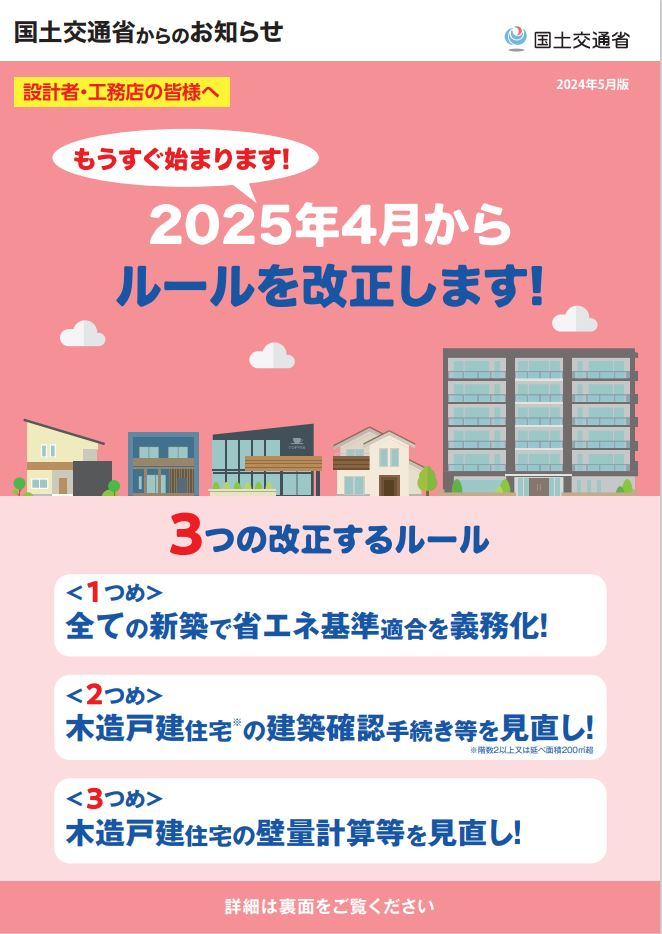 国土交通省からのお知らせ
国土交通省
設計者・工務店の皆様へ
2024年5月版
もうすぐ始まります!
2025年4月から
ルールを改正します!
COFFEE
3つの改正するルール
＜1つめ＞
全ての新築で省エネ基準適合を義務化!
＜2つめ＞
木造戸建住宅※の建築確認手続き等を見直し!
※階数2以上又は延べ面積200㎡超
＜3つめ＞
木造戸建住宅の壁量計算等を見直し!
詳細は裏面をご覧ください